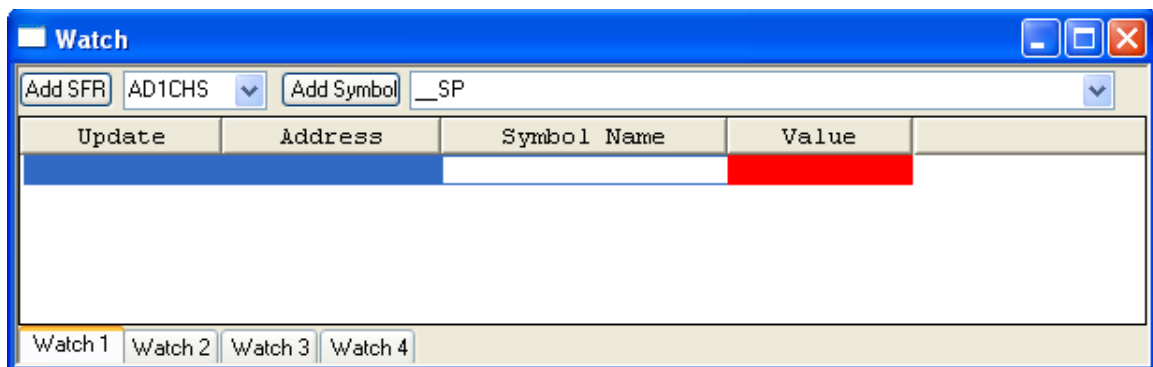 Watch
Add SFR AD1CHS Add Symbol __SP
Update Address Symbol Name Value
Watch 1 Watch 2 Watch 3 Watch 4